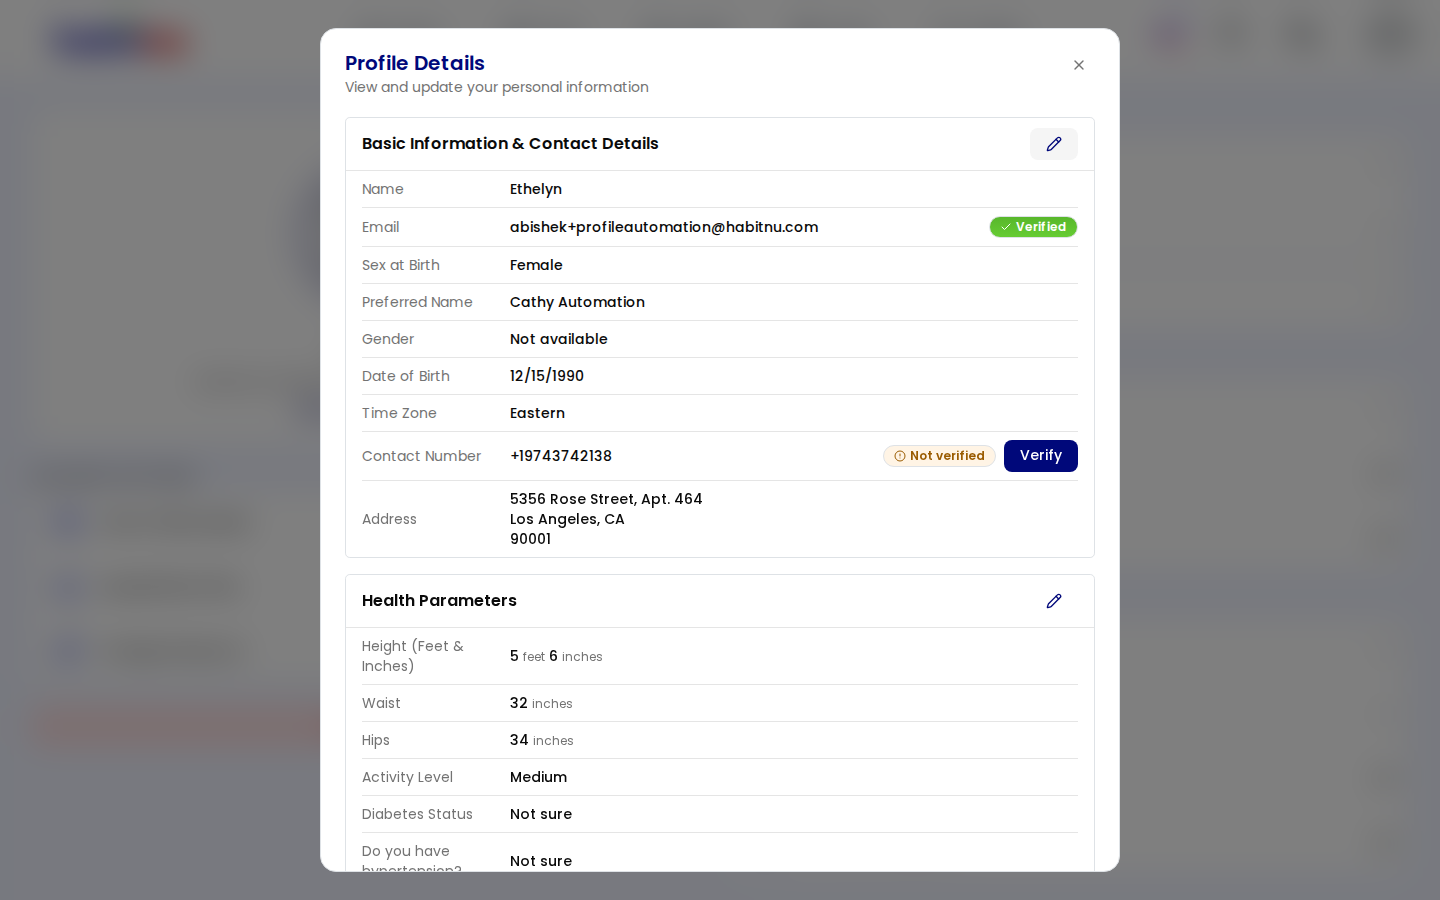 Profile Details
View and update your personal information
Basic Information & Contact Details
Name Ethelyn
Email abishek+profileautomation@habitnu.com Verified
Sex at Birth Female
Preferred Name Cathy Automation
Gender Not available
Date of Birth 12/15/1990
Time Zone Eastern
Contact Number +19743742138 Not verified Verify
Address 5356 Rose Street, Apt. 464
Los Angeles, CA
90001
Health Parameters
Height (Feet &
Inches) 5 feet 6 inches
Waist 32 inches
Hips 34 inches
Activity Level Medium
Diabetes Status Not sure
Do you have
hypertension? Not sure